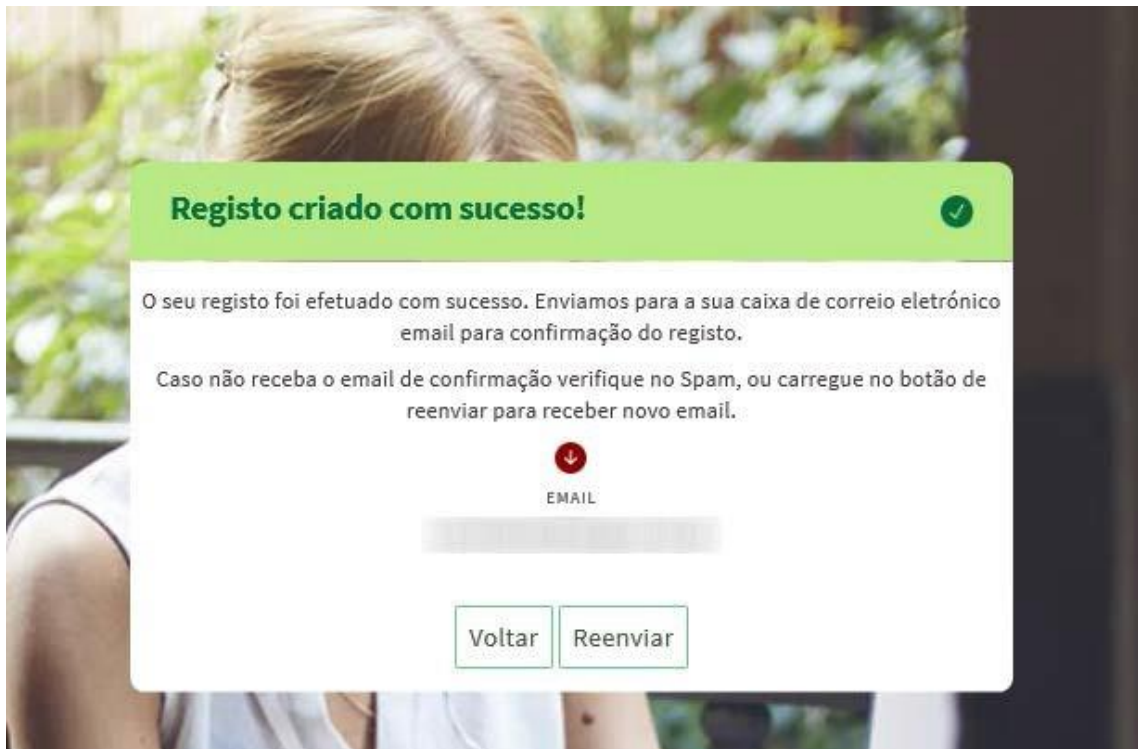 Registo criado com sucesso!
O seu registo foi efetuado com sucesso. Enviamos para a sua caixa de correio eletrónico
email para confirmação do registo.
Caso não receba o email de confirmação verifique no Spam, ou carregue no botão de
reenviar para receber novo email.
EMAIL
Voltar Reenviar